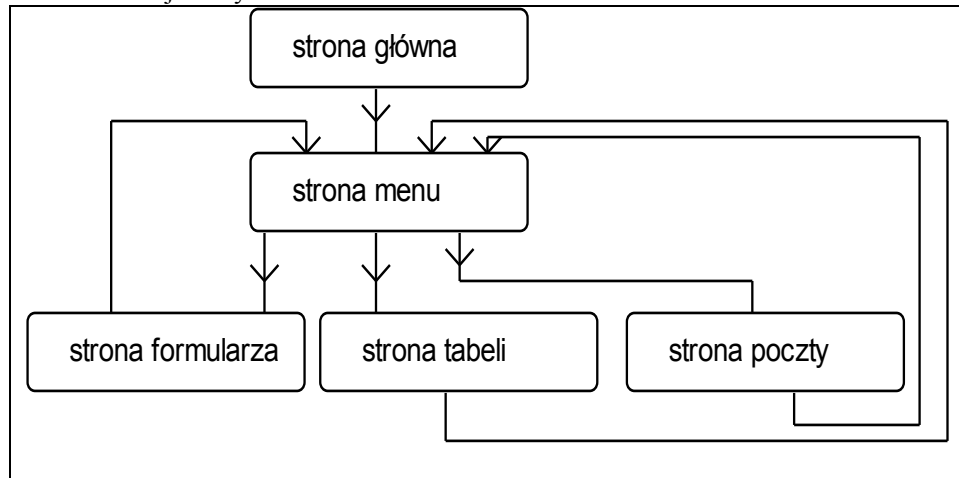 strona główna
strona menu
strona formularza
strona tabeli
strona poczty